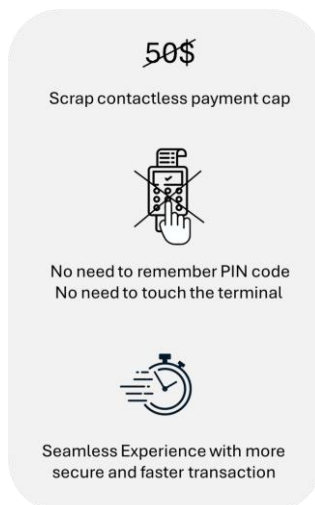 50$
Scrap contactless payment cap
No need to remember PIN code
No need to touch the terminal
Seamless Experience with more
secure and faster transaction